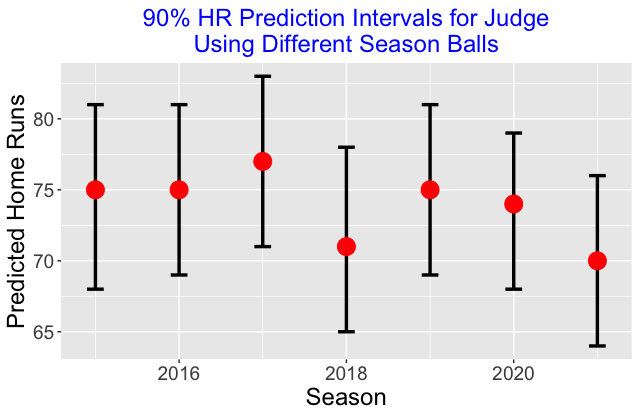 90% HR Prediction Intervals for Judge
Using Different Season Balls
Predicted Home Runs
80
75
70
65
2016
2018
2020
Season